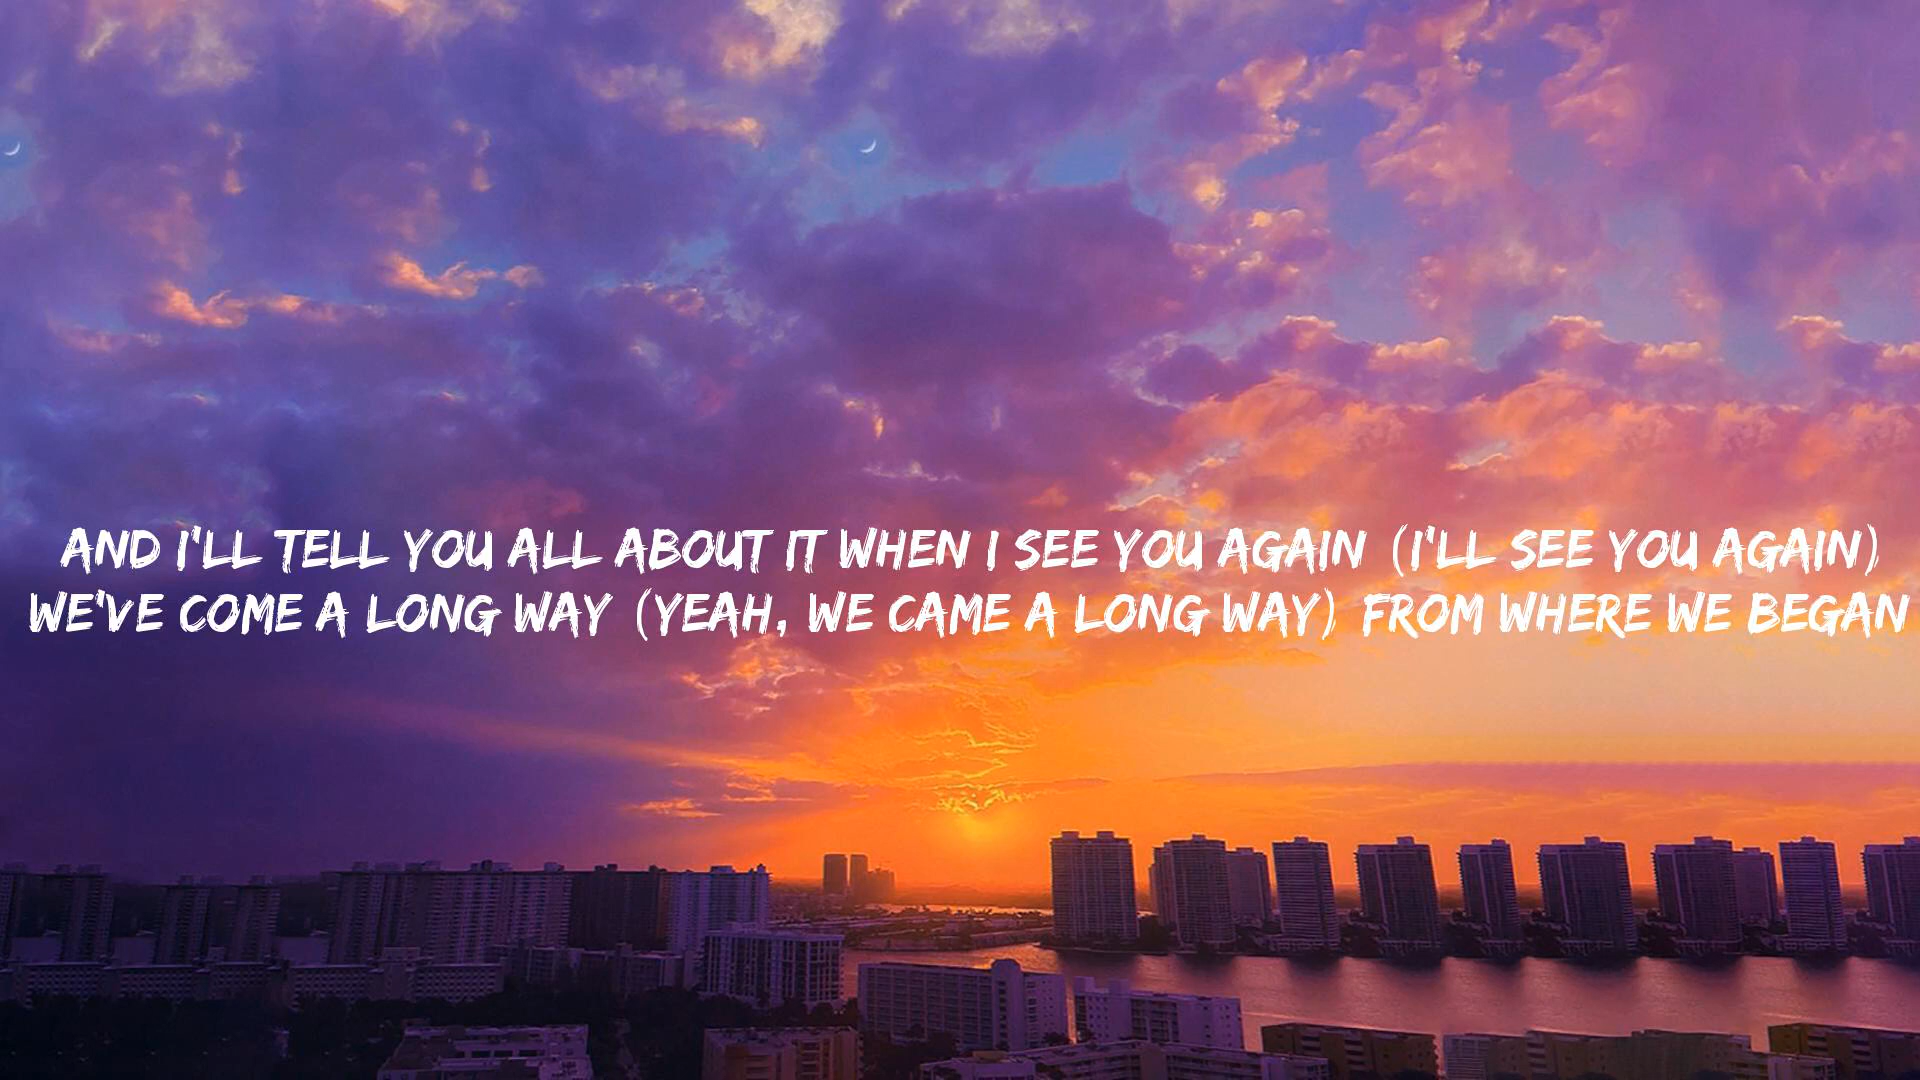 AND I'LL TELL YOU ALL ABOUT IT WHEN I SEE YOU AGAIN (I'LL SEE YOU AGAIN)
WE'VE COME A LONG WAY (YEAH, WE CAME A LONG WAY) FROM WHERE WE BEGAN